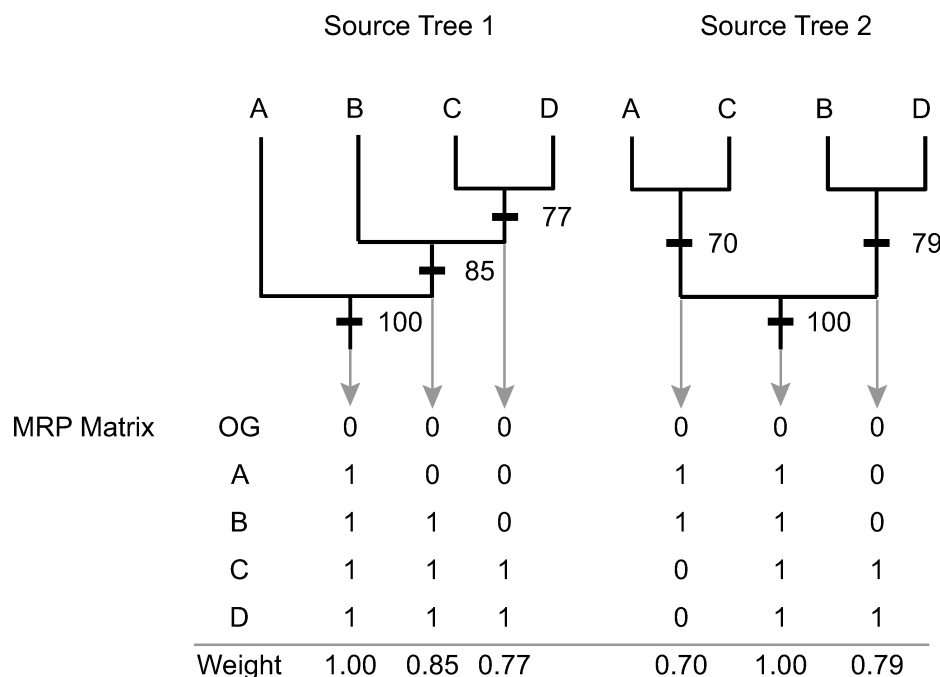 Source Tree 1 Source Tree 2
A B C D A C B D
77
70 79
85
100 100
MRP Matrix OG 0 0 0 0 0 0
A 1 0 0 1 1 0
B 1 1 0 1 1 0
C 1 1 1 0 1 1
D 1 1 1 0 1 1
Weight 1.00 0.85 0.77 0.70 1.00 0.79